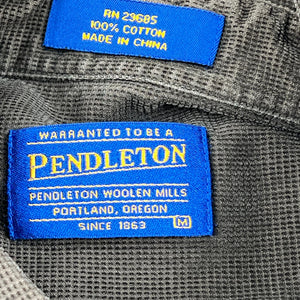 RN 29685
100% COTTON
MADE IN CHINA
WARRANTED TO BE A
PENDLETON
PENDLETON WOOLEN MILLS
PORTLAND, OREGON
SINCE 1863 M